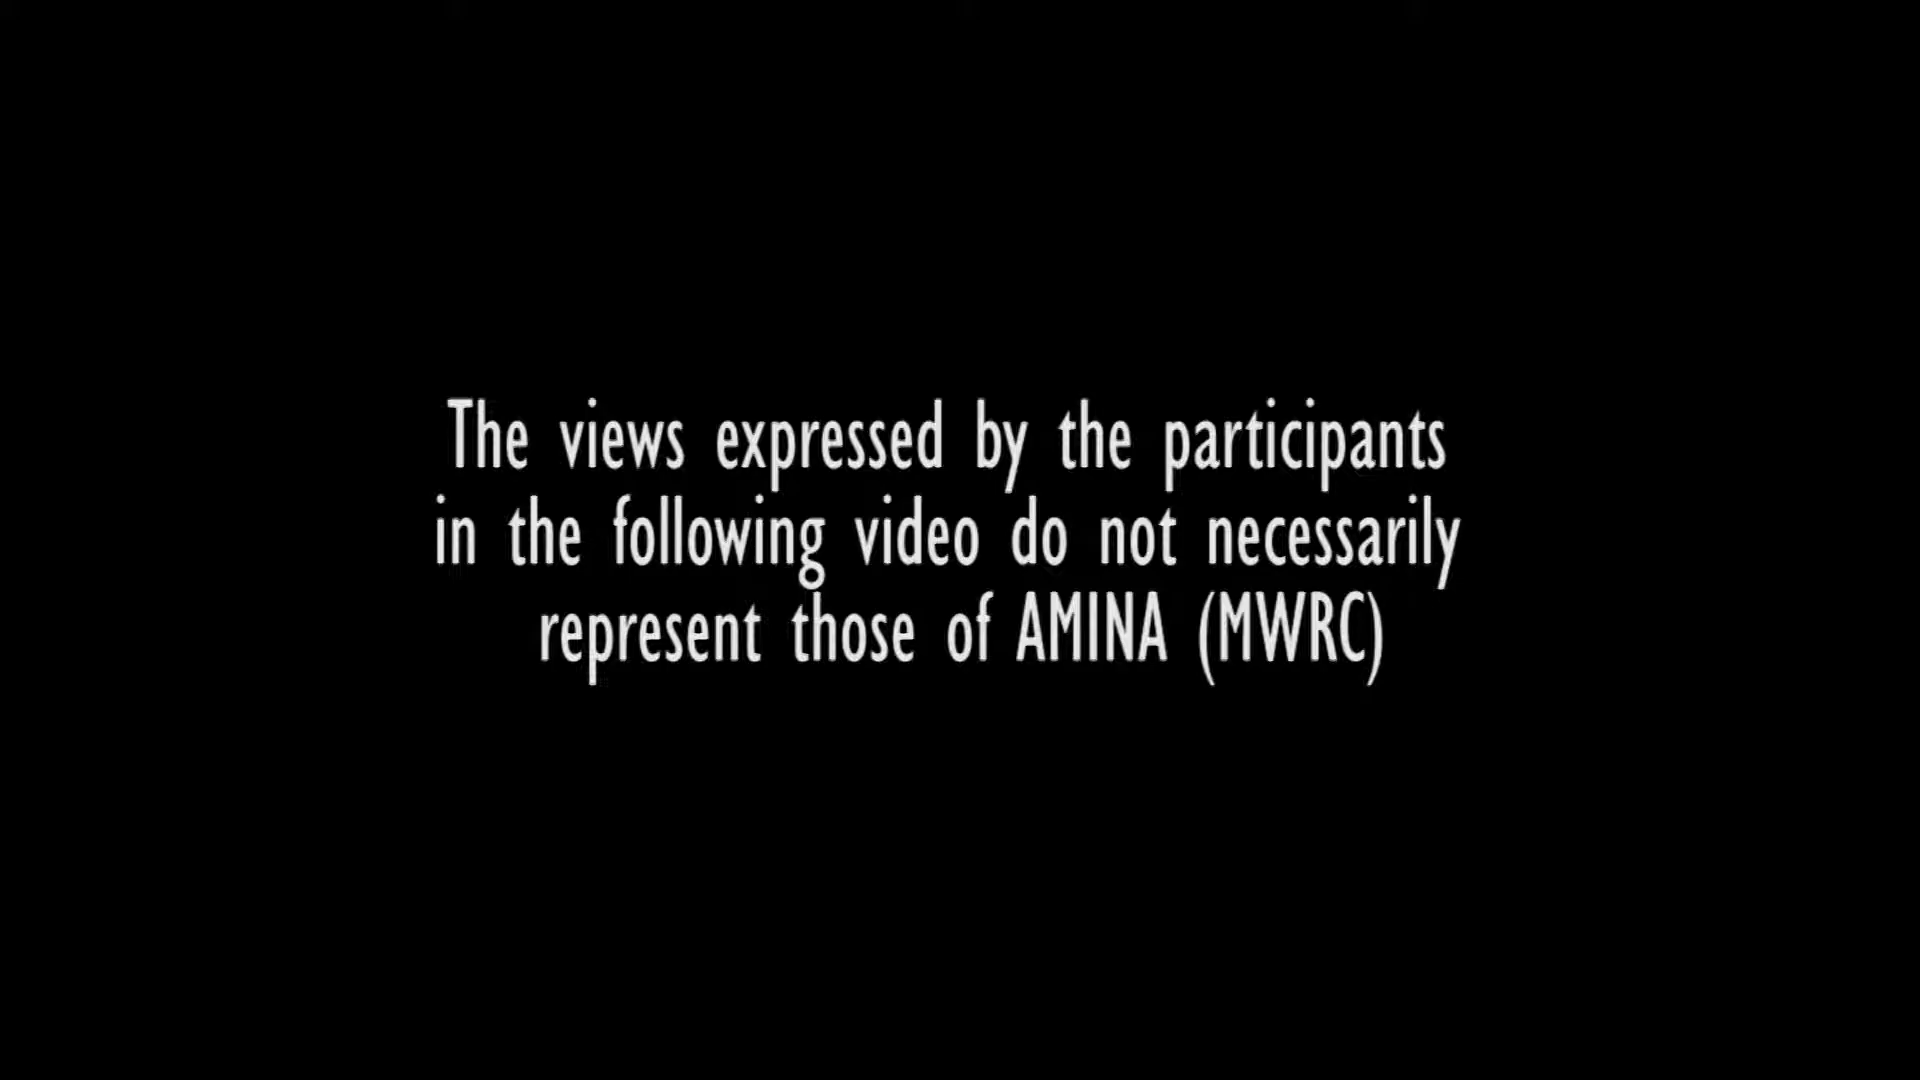 The views expressed by the participants
in the following video do not necessarily
represent those of AMINA (MWRC)